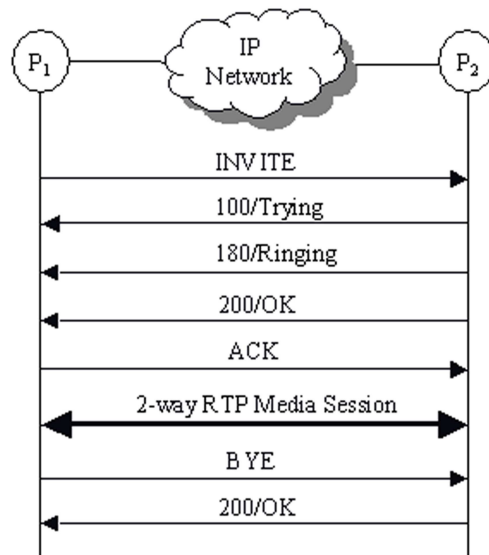 IP
P1
Network
P2
INVITE
100/Trying
180/Ringing
200/OK
ACK
2-way RTP Media Session
BYE
200/OK